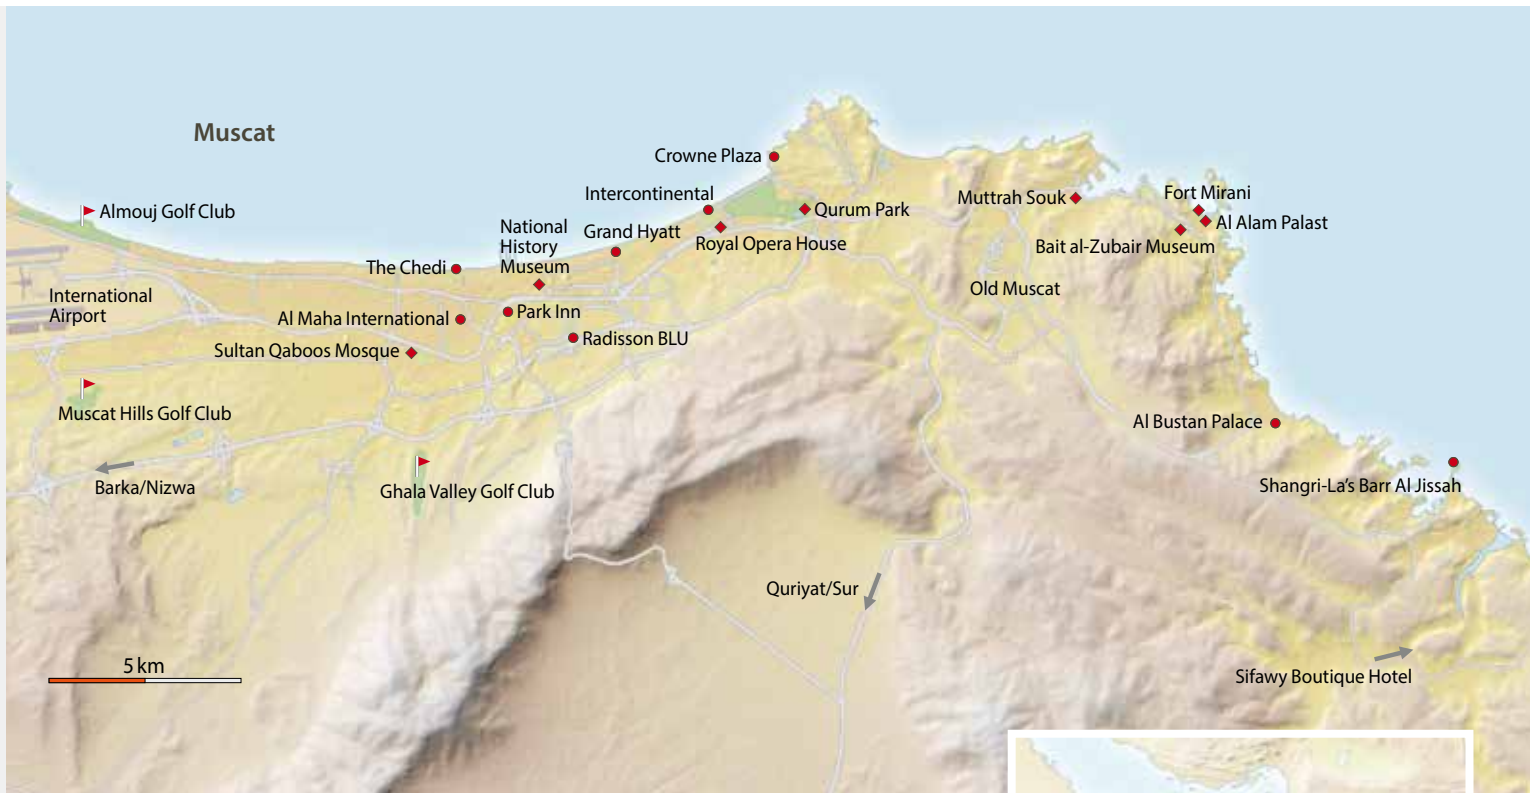 Muscat
Crowne Plaza
Intercontinental
Muttrah Souk
Fort Mirani
Almouj Golf Club
Qurum Park
Al Alam Palast
National
History
Museum
Grand Hyatt
Royal Opera House
Bait al-Zubair Museum
The Chedi
Old Muscat
International
Airport
Al Maha International
Park Inn
Radisson BLU
Sultan Qaboos Mosque
Muscat Hills Golf Club
Al Bustan Palace
Barka/Nizwa
Ghala Valley Golf Club
Shangri-La's Barr Al Jissah
Quriyat/Sur
5 km
Sifawy Boutique Hotel